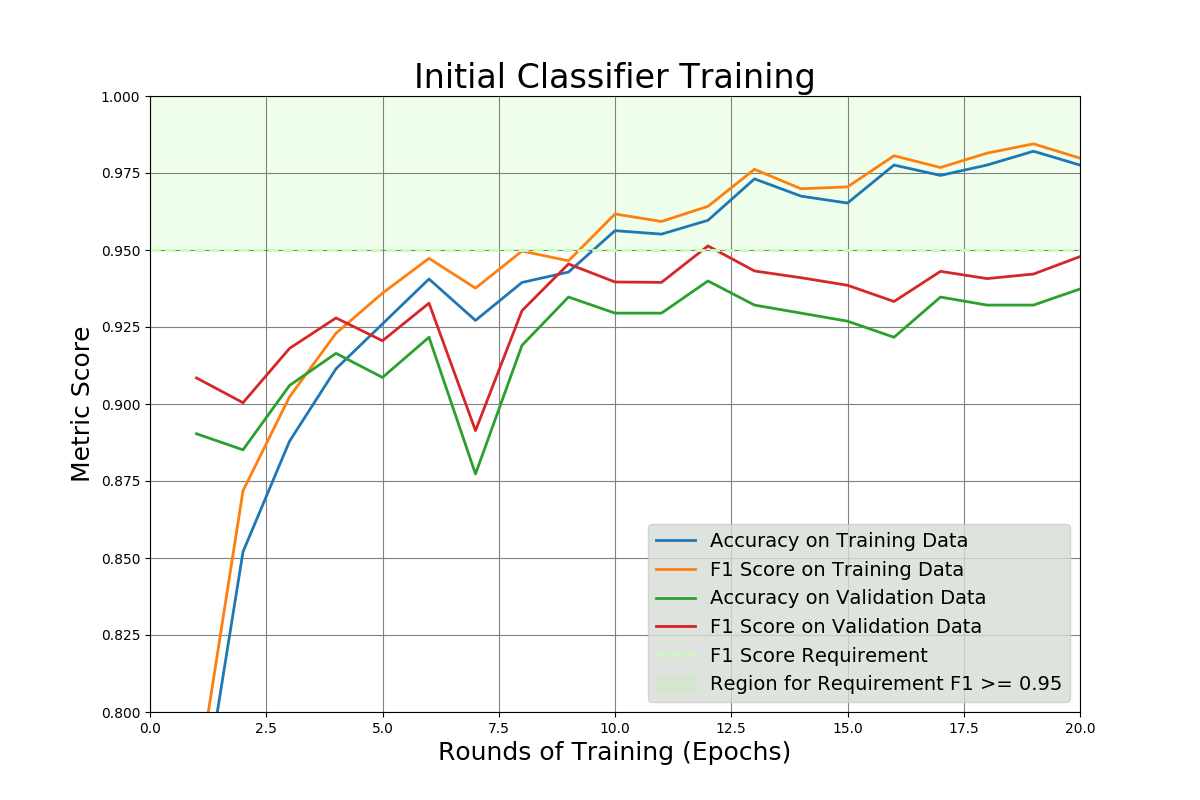 Initial Classifier Training
Metric Score
1.000
0.975
0.950
0.925
0.900
0.875
0.850
0.825
0.800
Accuracy on Training Data
F1 Score on Training Data
Accuracy on Validation Data
F1 Score on Validation Data
F1 Score Requirement
Region for Requirement F1 >= 0.95
0.0 2.5 5.0 7.5 10.0 12.5 15.0 17.5 20.0
Rounds of Training (Epochs)